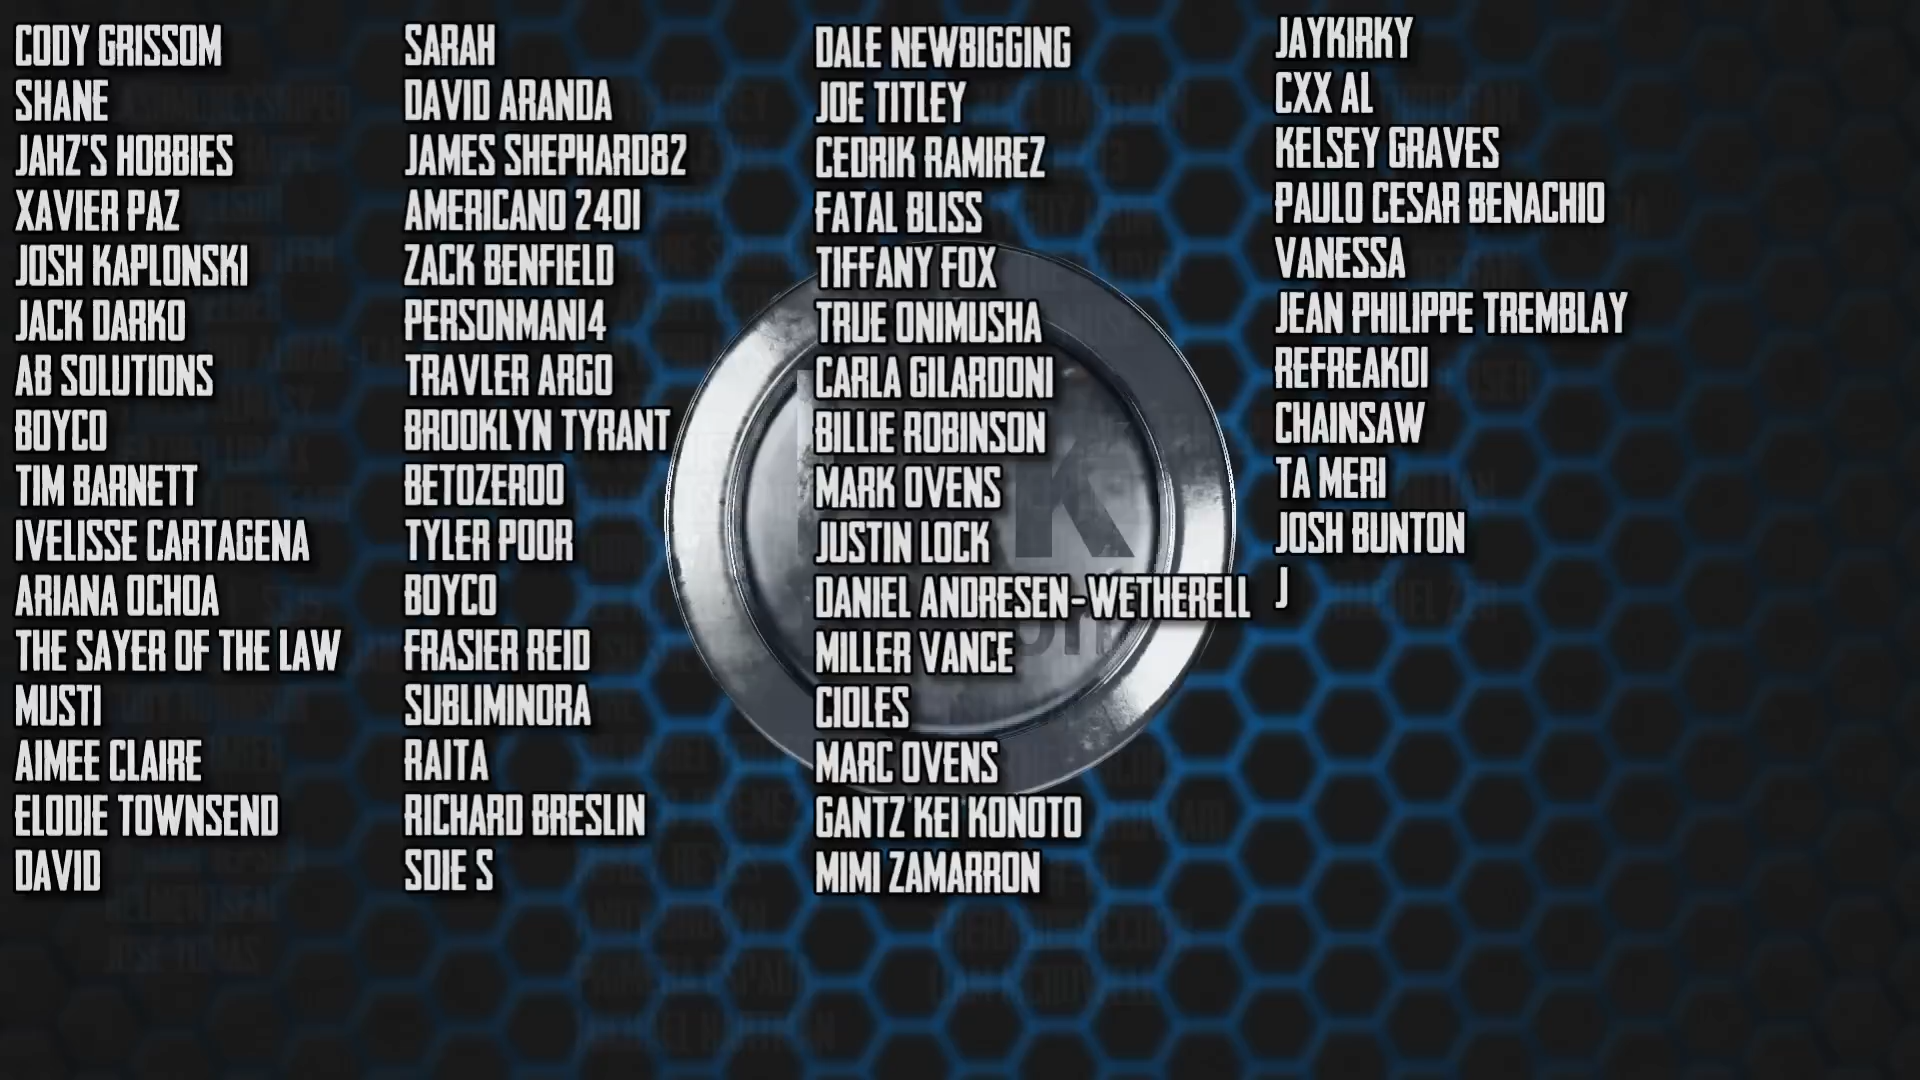 CODY GRISSOM
SHANE
JAHZ'S HOBBIES
XAVIER PAZ
JOSH KAPLONSKI
JACK DARKO
AB SOLUTIONS
BOYCO
TIM BARNETT
IVELISSE CARTAGENA
ARIANA OCHOA
THE SAYER OF THE LAW
MUSTI
AIMEE CLAIRE
ELODIE TOWNSEND
DAVID
SARAH
DAVID ARANDA
JAMES SHEPHARD82
AMERICANO 2401
ZACK BENFIELD
PERSONMAN14
TRAVLER ARGO
BROOKLYN TYRANT
BETOZEROO
TYLER POOR
BOYCO
FRASIER REID
SUBLIMINORA
RAITA
RICHARD BRESLIN
SDIE S
DALE NEWBIGGING
JOE TITLEY
CEDRIK RAMIREZ
FATAL BLISS
TIFFANY FOX
TRUE ONIMUSHA
CARLA GILARDONI
BILLIE ROBINSON
MARK OVENS
JUSTIN LOCK
DANIEL ANDRESEN-WETHERELL
MILLER VANCE
CIOLES
MARC OVENS
GANTZ KEI KONOTO
MIMI ZAMARRON
JAYKIRKY
CXX AL
KELSEY GRAVES
PAULO CESAR BENACHIO
VANESSA
JEAN PHILIPPE TREMBLAY
REFREAK01
CHAINSAW
TA MERI
JOSH BUNTON
J